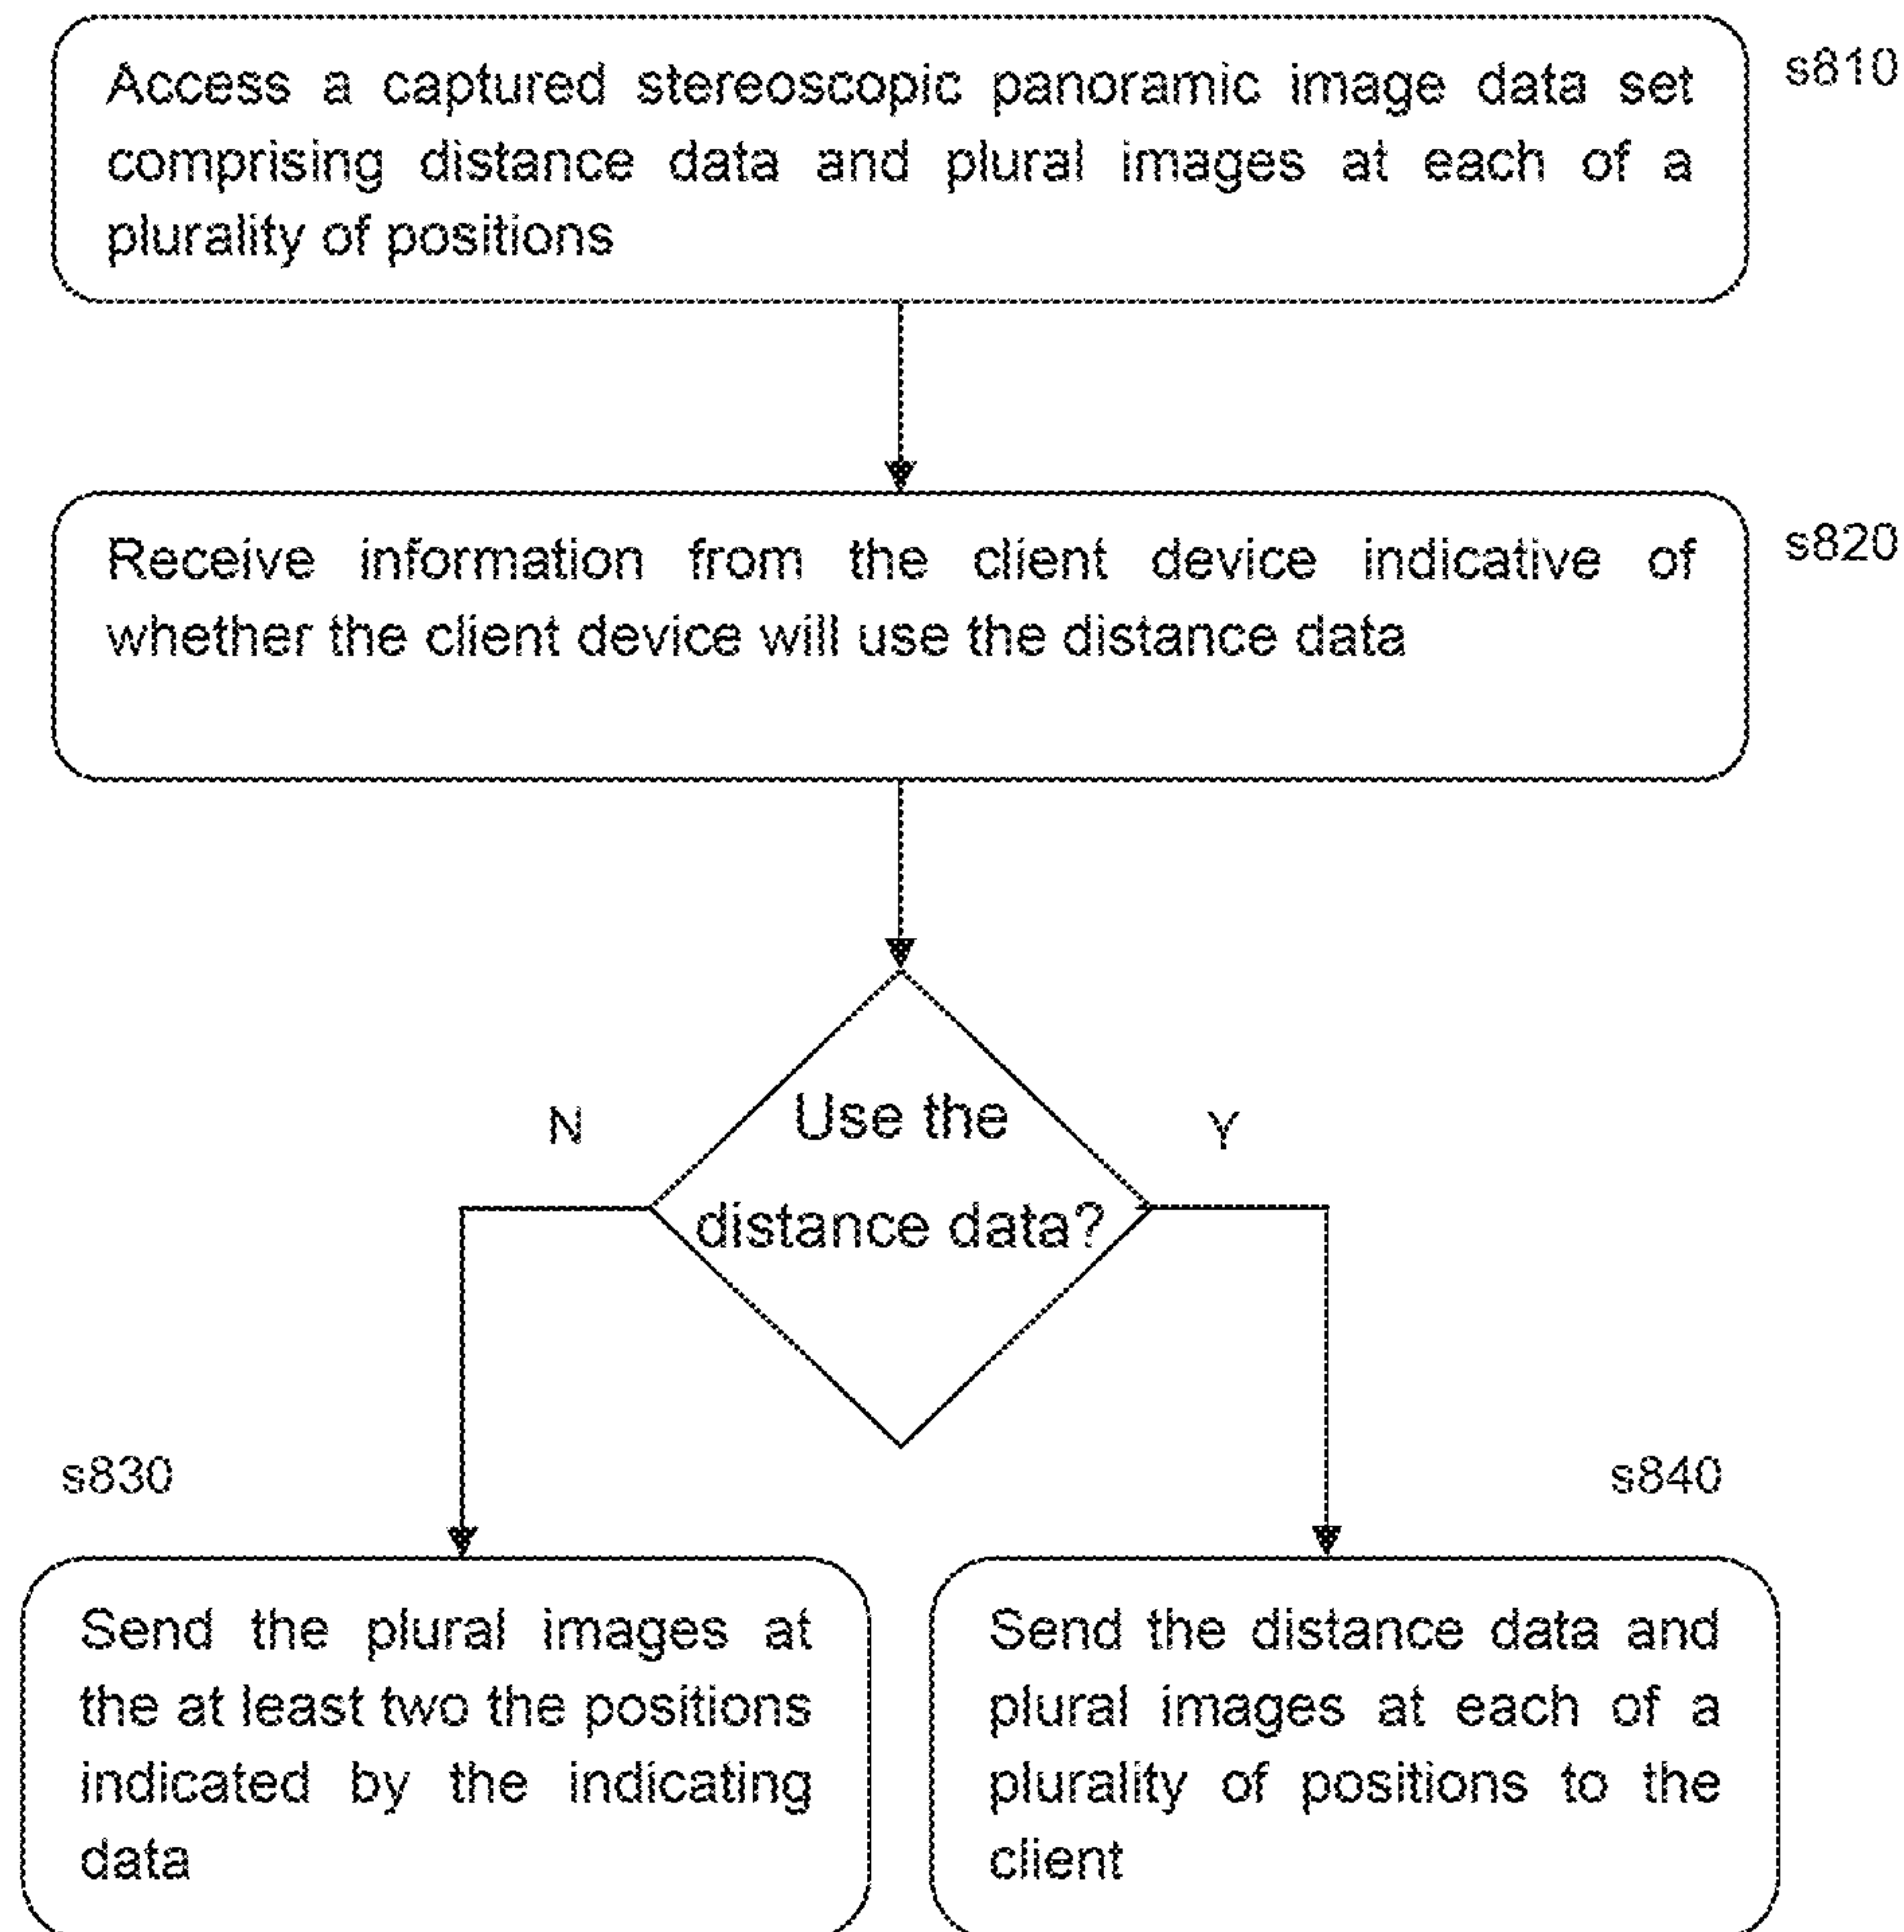 Access a captured stereoscopic panoramic image data set
comprising distance data and plural images at each of a
plurality of positions
s810
Receive information from the client device indicative of
whether the client device will use the distance data
s820
N
Use the
distance data?
Y
s830
s840
Send the plural images at
the at least two the positions
indicated by the indicating
data
Send the distance data and
plural images at each of a
plurality of positions to the
client